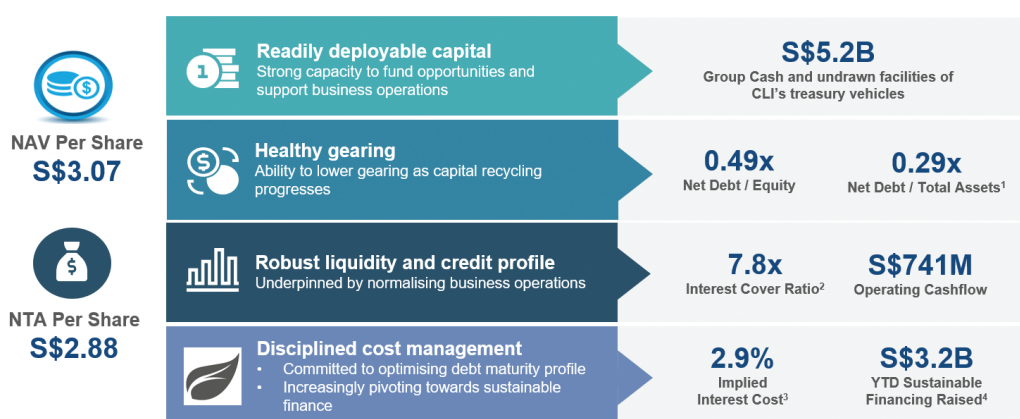 NAV Per Share
S$3.07
NTA Per Share
S$2.88
1
Readily deployable capital
Strong capacity to fund opportunities and
support business operations
S$5.2B
Group Cash and undrawn facilities of
CLI's treasury vehicles
$
Healthy gearing
Ability to lower gearing as capital recycling
progresses
0.49x
Net Debt / Equity
0.29x
Net Debt / Total Assets¹
Robust liquidity and credit profile
Underpinned by normalising business operations
7.8x
Interest Cover Ratio²
S$741M
Operating Cashflow
Disciplined cost management
• Committed to optimising debt maturity profile
• Increasingly pivoting towards sustainable
finance
2.9%
Implied
Interest Cost³
S$3.2B
YTD Sustainable
Financing Raised⁴